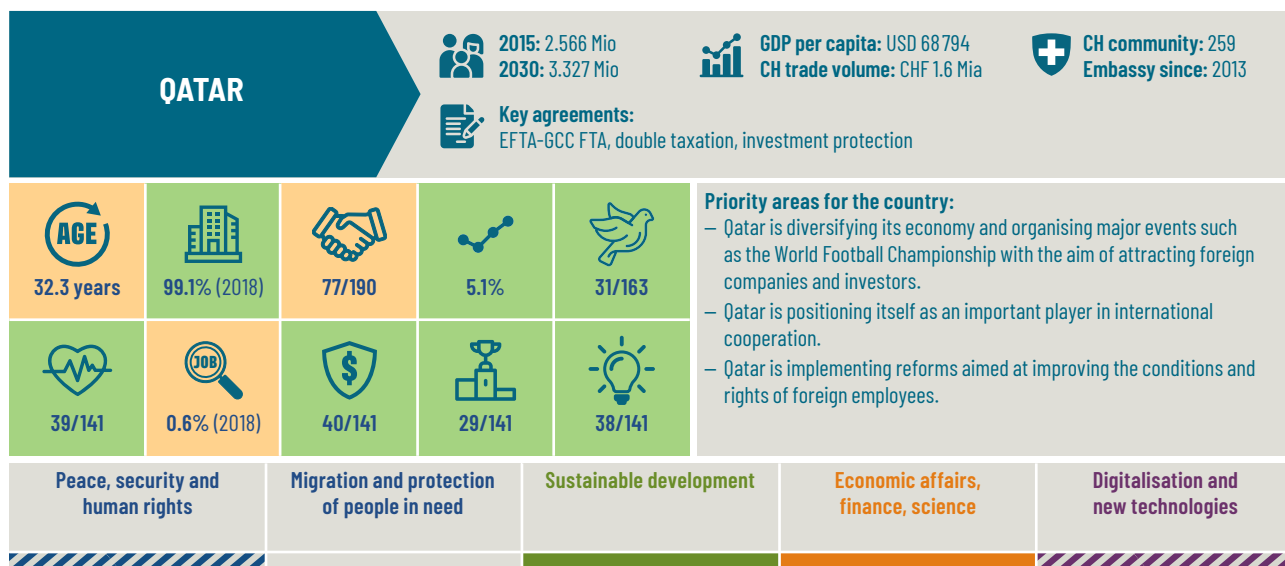 QATAR
2015: 2.566 Mio
2030: 3.327 Mio
GDP per capita: USD 68 794
CH trade volume: CHF 1.6 Mia
CH community: 259
Embassy since: 2013
Key agreements:
EFTA-GCC FTA, double taxation, investment protection
AGE
32.3 years
99.1% (2018)
77/190
5.1%
31/163
39/141
JOB
0.6% (2018)
$
40/141
29/141
38/141
Priority areas for the country:
– Qatar is diversifying its economy and organising major events such
as the World Football Championship with the aim of attracting foreign
companies and investors.
– Qatar is positioning itself as an important player in international
cooperation.
– Qatar is implementing reforms aimed at improving the conditions and
rights of foreign employees.
Peace, security and
human rights
Migration and protection
of people in need
Sustainable development
Economic affairs,
finance, science
Digitalisation and
new technologies